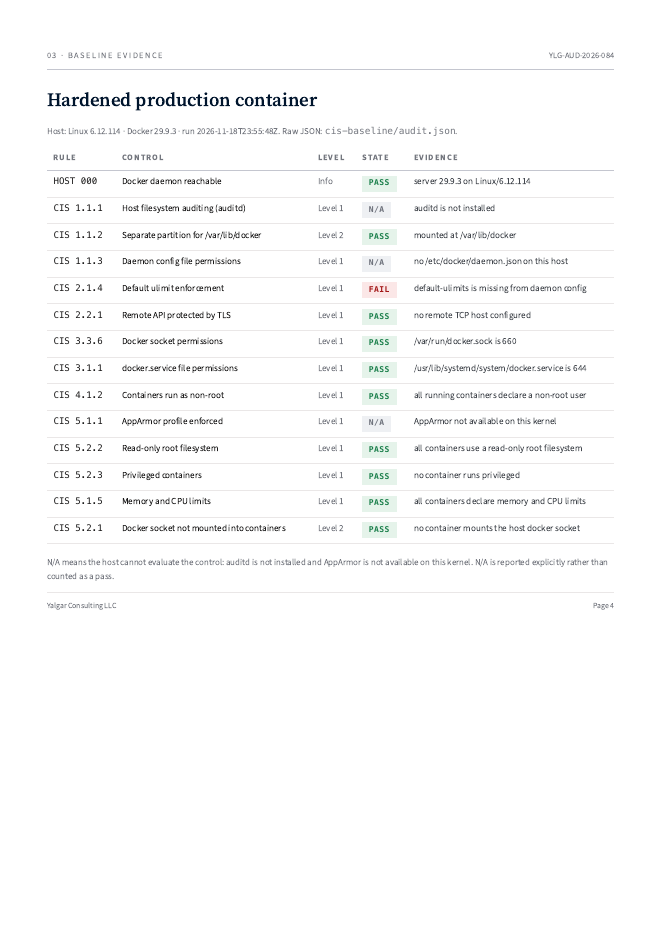 03 · BASELINE EVIDENCE YLG-AUD-2026-084
Hardened production container
Host: Linux 6.12.114 · Docker 29.9.3 · run 2026-11-18T23:55:48Z. Raw JSON: cis-baseline/audit.json.
RULE CONTROL LEVEL STATE EVIDENCE
HOST 000 Docker daemon reachable Info PASS server 29.9.3 on Linux/6.12.114
CIS 1.1.1 Host filesystem auditing (auditd) Level 1 N/A auditd is not installed
CIS 1.1.2 Separate partition for /var/lib/docker Level 2 PASS mounted at /var/lib/docker
CIS 1.1.3 Daemon config file permissions Level 1 N/A no /etc/docker/daemon.json on this host
CIS 2.1.4 Default ulimit enforcement Level 1 FAIL default-ulimits is missing from daemon config
CIS 2.2.1 Remote API protected by TLS Level 1 PASS no remote TCP host configured
CIS 3.3.6 Docker socket permissions Level 1 PASS /var/run/docker.sock is 660
CIS 3.1.1 docker.service file permissions Level 1 PASS /usr/lib/systemd/system/docker.service is 644
CIS 4.1.2 Containers run as non-root Level 1 PASS all running containers declare a non-root user
CIS 5.1.1 AppArmor profile enforced Level 1 N/A AppArmor not available on this kernel
CIS 5.2.2 Read-only root filesystem Level 1 PASS all containers use a read-only root filesystem
CIS 5.2.3 Privileged containers Level 1 PASS no container runs privileged
CIS 5.1.5 Memory and CPU limits Level 1 PASS all containers declare memory and CPU limits
CIS 5.2.1 Docker socket not mounted into containers Level 2 PASS no container mounts the host docker socket
N/A means the host cannot evaluate the control: auditd is not installed and AppArmor is not available on this kernel. N/A is reported explicitly rather than
counted as a pass.
Yalgar Consulting LLC Page 4